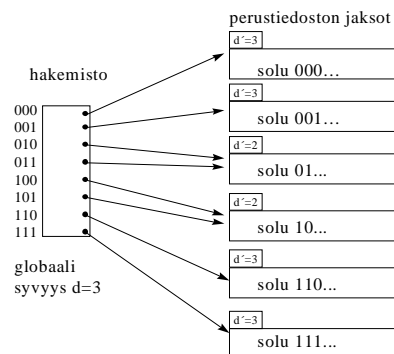 perustiedoston jaksot
hakemisto
000
001
010
011
100
101
110
111
globaali
syvyys d=3
d´=3
solu 000...
d´=3
solu 001...
d´=2
solu 01...
d´=2
solu 10...
d´=3
solu 110...
d´=3
solu 111...